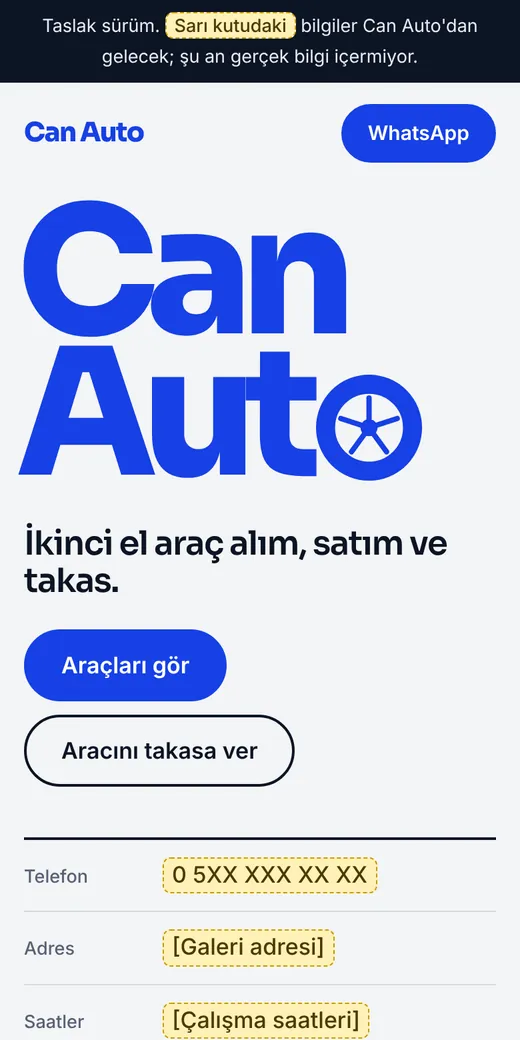 Taslak sürüm. Sarı kutudaki bilgiler Can Auto'dan
gelecek; şu an gerçek bilgi içermiyor.
Can Auto
WhatsApp
Can
Auto
İkinci el araç alım, satım ve
takas.
Araçları gör
Aracını takasa ver
Telefon
0 5XX XXX XX XX
Adres
[Galeri adresi]
Saatler
[Çalışma saatleri]